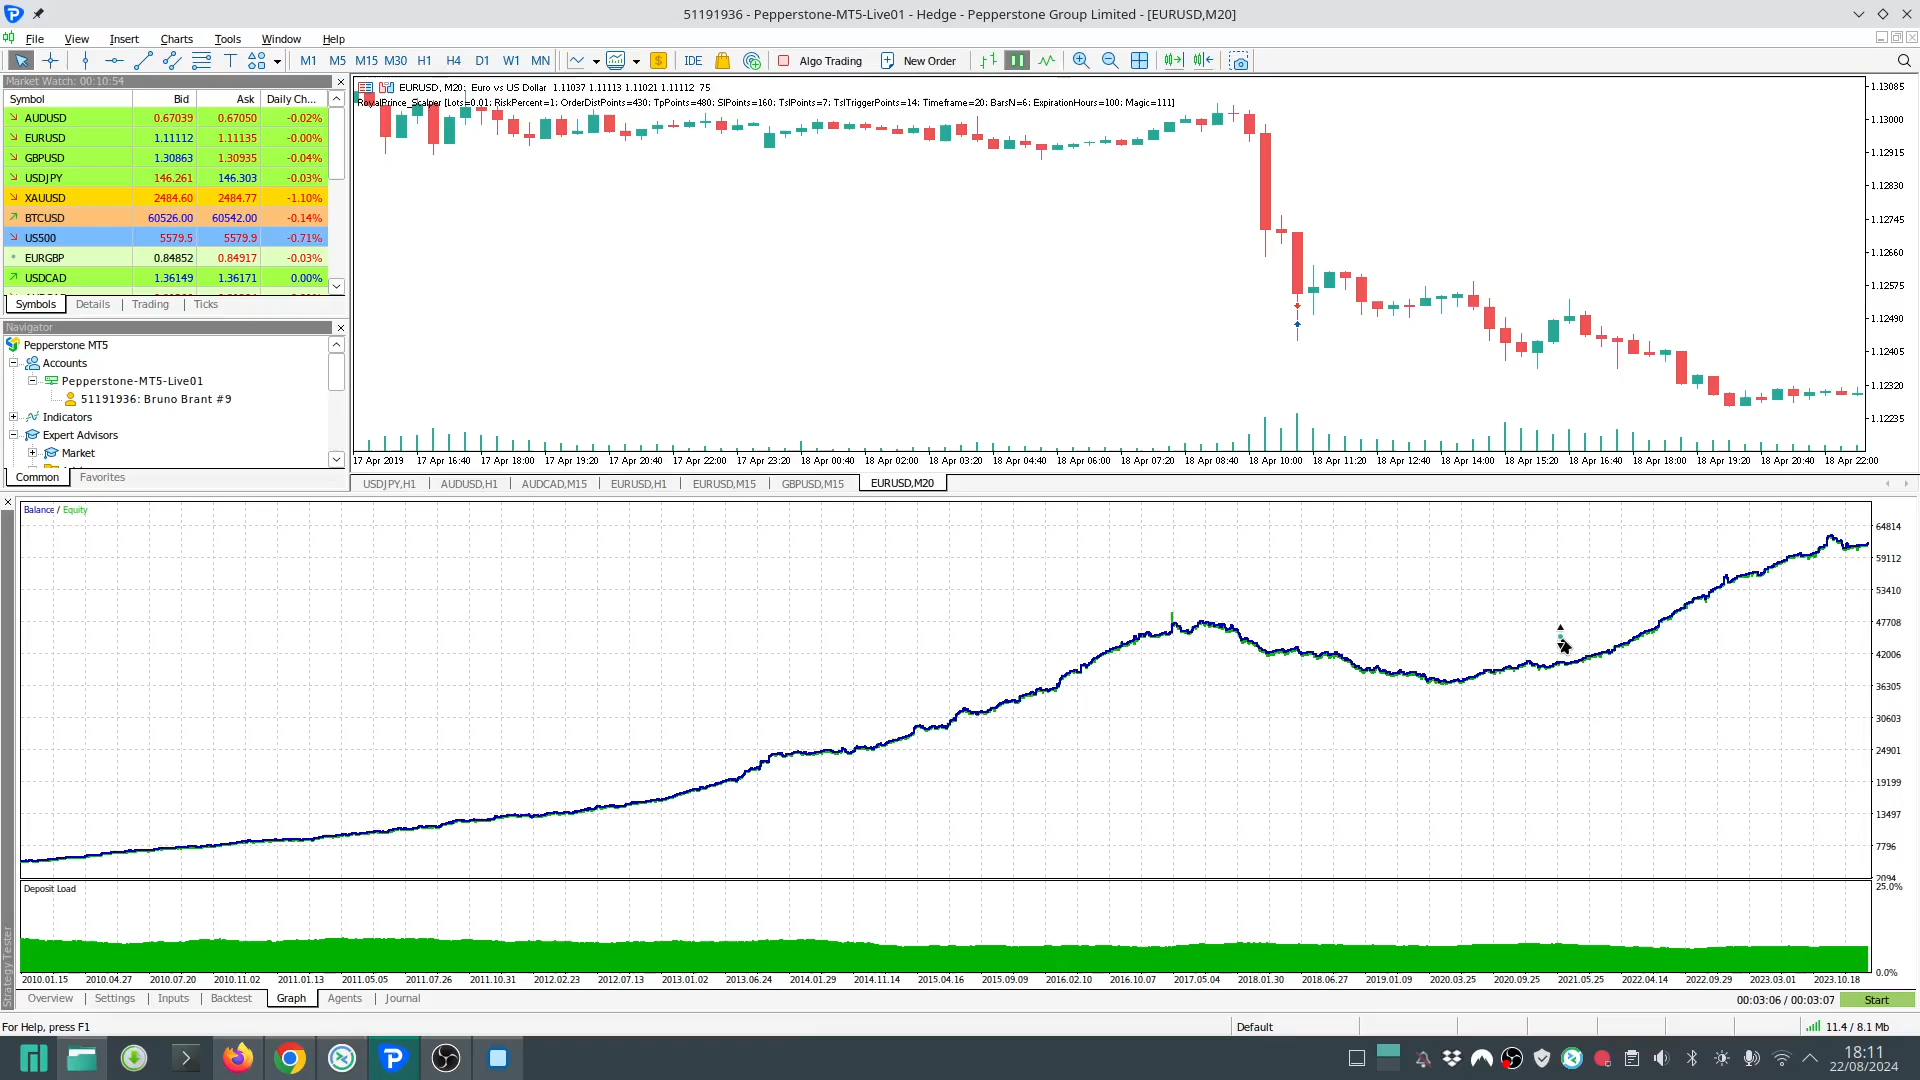 51191936 - Pepperstone-MT5-Live01 - Hedge - Pepperstone Group Limited - [EURUSD,M20]
File View Insert Charts Tools Window Help
M1 M5 M15 M30 H1 H4 D1 W1 MN IDE Algo Trading New Order
Market Watch: 00:10:54
Symbol Bid Ask Daily Ch...
AUDUSD 0.67039 0.67050 -0.02%
EURUSD 1.11112 1.11135 -0.00%
GBPUSD 1.30863 1.30935 -0.04%
USDJPY 146.261 146.303 -0.03%
XAUUSD 2484.60 2484.77 -1.10%
BTCUSD 60526.00 60542.00 -0.14%
US500 5579.5 5579.9 -0.71%
EURGBP 0.84852 0.84917 -0.03%
USDCAD 1.36149 1.36171 0.00%
Symbols Details Trading Ticks
Navigator
Pepperstone MT5
Accounts
Pepperstone-MT5-Live01
51191936: Bruno Brant #9
Indicators
Expert Advisors
Market
Common Favorites
EURUSD, M20: Euro vs US Dollar 1.11037 1.11113 1.11021 1.11112 75
RoyalPrince_Scalper [Lots=0.01; RiskPercent=1; OrderDistPoints=430; TpPoints=480; SlPoints=160; TslPoints=7; TslTriggerPoints=14; Timeframe=20; BarsN=6; ExpirationHours=100; Magic=111]
1.13085
1.13000
1.12915
1.12830
1.12745
1.12660
1.12575
1.12490
1.12405
1.12320
1.12235
17 Apr 2019 17 Apr 16:40 17 Apr 18:00 17 Apr 19:20 17 Apr 20:40 17 Apr 22:00 17 Apr 23:20 18 Apr 00:40 18 Apr 02:00 18 Apr 03:20 18 Apr 04:40 18 Apr 06:00 18 Apr 07:20 18 Apr 08:40 18 Apr 10:00 18 Apr 11:20 18 Apr 12:40 18 Apr 14:00 18 Apr 15:20 18 Apr 16:40 18 Apr 18:00 18 Apr 19:20 18 Apr 20:40 18 Apr 22:00
USDJPY,H1 AUDUSD,H1 AUDCAD,M15 EURUSD,H1 EURUSD,M15 GBPUSD,M15 EURUSD,M20
Balance / Equity
64814
59112
53410
47708
42006
36305
30603
24901
19199
13497
7796
2094
Deposit Load
25.0%
0.0%
2010.01.15 2010.04.27 2010.07.20 2010.11.02 2011.01.13 2011.05.05 2011.07.26 2011.10.31 2012.02.23 2012.07.13 2013.01.02 2013.06.24 2014.01.29 2014.11.14 2015.04.16 2015.09.09 2016.02.10 2016.10.07 2017.05.04 2018.01.30 2018.06.27 2019.01.09 2020.03.25 2020.09.25 2021.05.25 2022.04.14 2022.09.29 2023.03.01 2023.10.18
Strategy Tester
Overview Settings Inputs Backtest Graph Agents Journal
00:03:06 / 00:03:07 Start
For Help, press F1
Default
11.4 / 8.1 Mb
18:11
22/08/2024